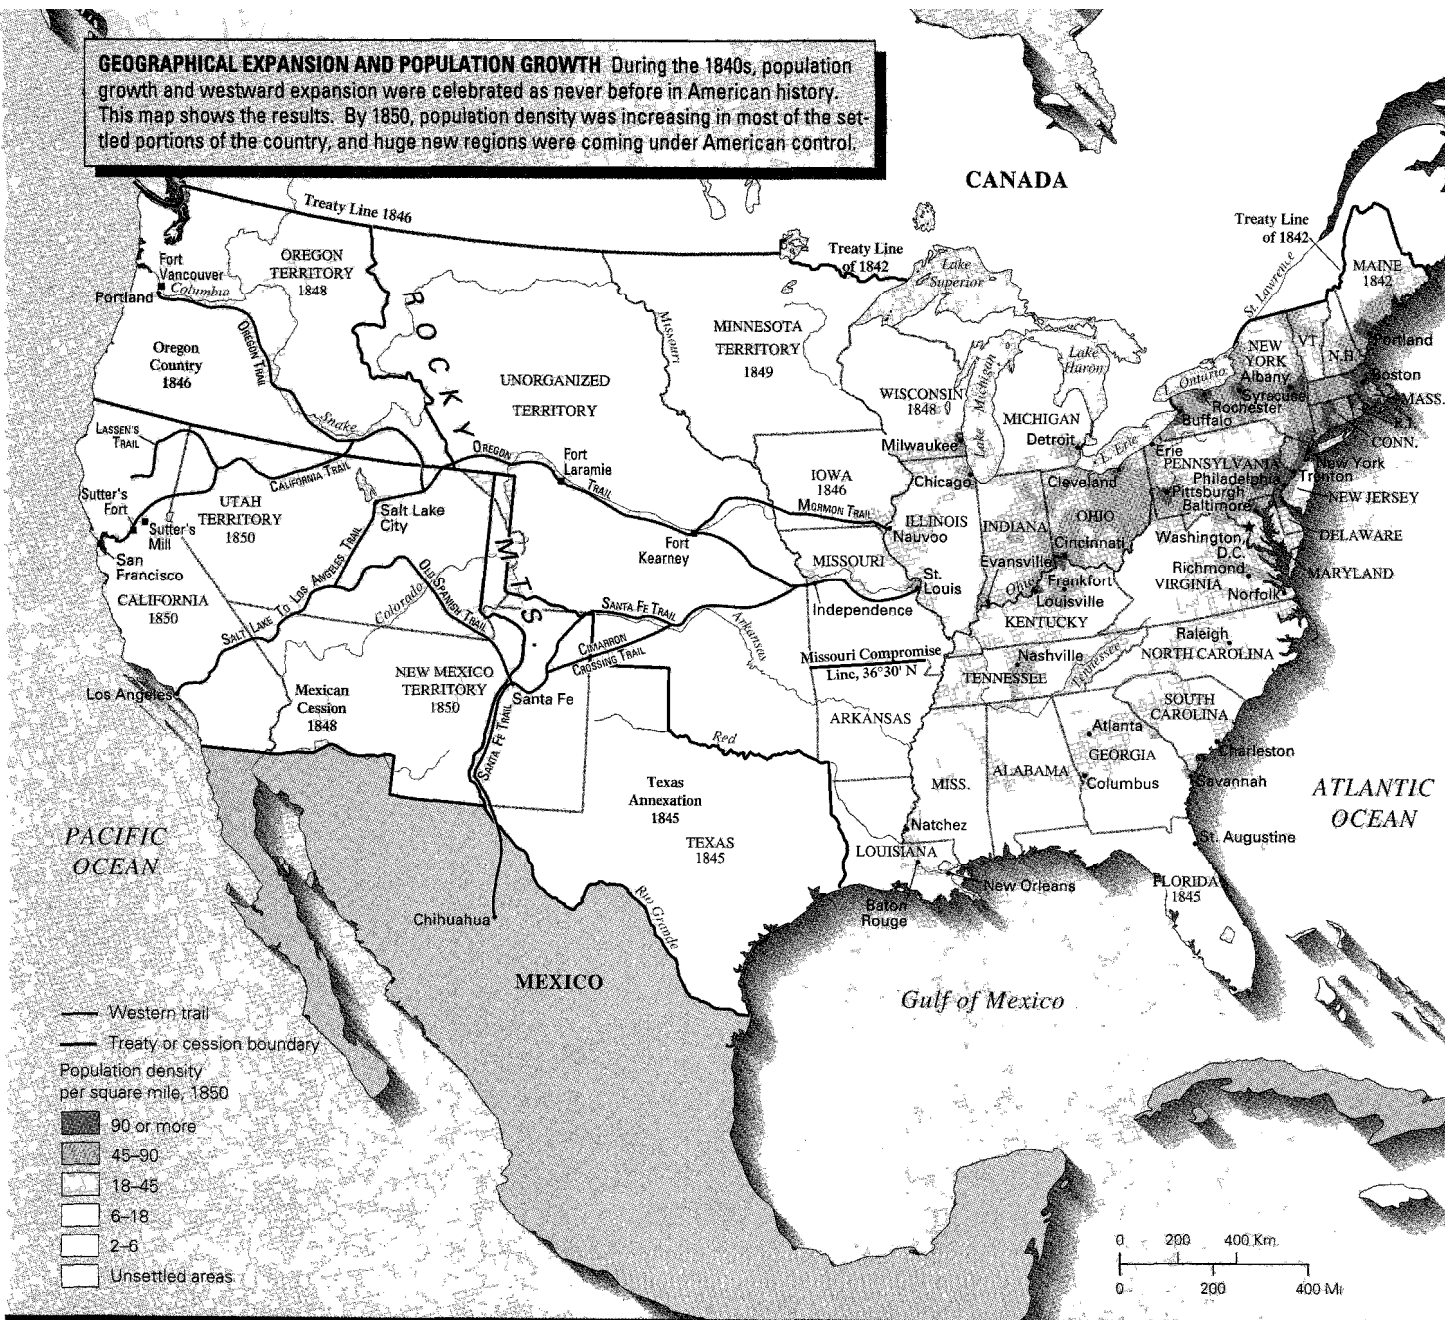 GEOGRAPHICAL EXPANSION AND POPULATION GROWTH During the 1840s, population
growth and westward expansion were celebrated as never before in American history.
This map shows the results. By 1850, population density was increasing in most of the set-
tled portions of the country, and huge new regions were coming under American control.
CANADA
Treaty Line 1846
Treaty Line
of 1842
Treaty Line
of 1842
St. Lawrence
MAINE
1842
Lake
Superior
OREGON
TERRITORY
1848
Fort
Vancouver
Columbia
Portland
OREGON TRAIL
Oregon
Country
1846
ROCKY
MTS.
Missouri
MINNESOTA
TERRITORY
1849
UNORGANIZED
TERRITORY
WISCONSIN
1848
Lake Michigan
Lake
Huron
MICHIGAN
Detroit
Milwaukee
L. Ontario
L. Erie
NEW
YORK
Albany
Syracuse
Rochester
Buffalo
VT.
N.H.
Portland
Boston
MASS.
R.I.
CONN.
Erie
PENNSYLVANIA
Philadelphia
Pittsburgh
Baltimore
New York
Trenton
NEW JERSEY
DELAWARE
MARYLAND
Washington,
D.C.
Richmond
VIRGINIA
Norfolk
LASSEN'S
TRAIL
Snake
CALIFORNIA TRAIL
OREGON
TRAIL
Fort
Laramie
Sutter's
Fort
Sutter's
Mill
San
Francisco
UTAH
TERRITORY
1850
Salt Lake
City
CALIFORNIA
1850
SALT LAKE TO LOS ANGELES TRAIL
Colorado
OLD SPANISH TRAIL
Los Angeles
IOWA
1846
MORMON TRAIL
Nauvoo
Chicago
ILLINOIS
INDIANA
OHIO
Cleveland
Cincinnati
Evansville
Ohio
Frankfort
Louisville
KENTUCKY
Fort
Kearney
MISSOURI
St.
Louis
Independence
SANTA FE TRAIL
CIMARRON
CROSSING TRAIL
Arkansas
Missouri Compromise
Line, 36°30' N
Nashville
TENNESSEE
Tennessee
Raleigh
NORTH CAROLINA
SOUTH
CAROLINA
Mexican
Cession
1848
NEW MEXICO
TERRITORY
1850
Santa Fe
SANTA FE TRAIL
Red
ARKANSAS
Atlanta
GEORGIA
Charleston
Savannah
Columbus
MISS.
ALABAMA
Natchez
LOUISIANA
Texas
Annexation
1845
TEXAS
1845
PACIFIC
OCEAN
ATLANTIC
OCEAN
St. Augustine
FLORIDA
1845
New Orleans
Baton
Rouge
Chihuahua
Rio Grande
MEXICO
Gulf of Mexico
Western trail
Treaty or cession boundary
Population density
per square mile, 1850
90 or more
45–90
18–45
6–18
2–6
Unsettled areas
0 200 400 Km.
0 200 400 Mi.